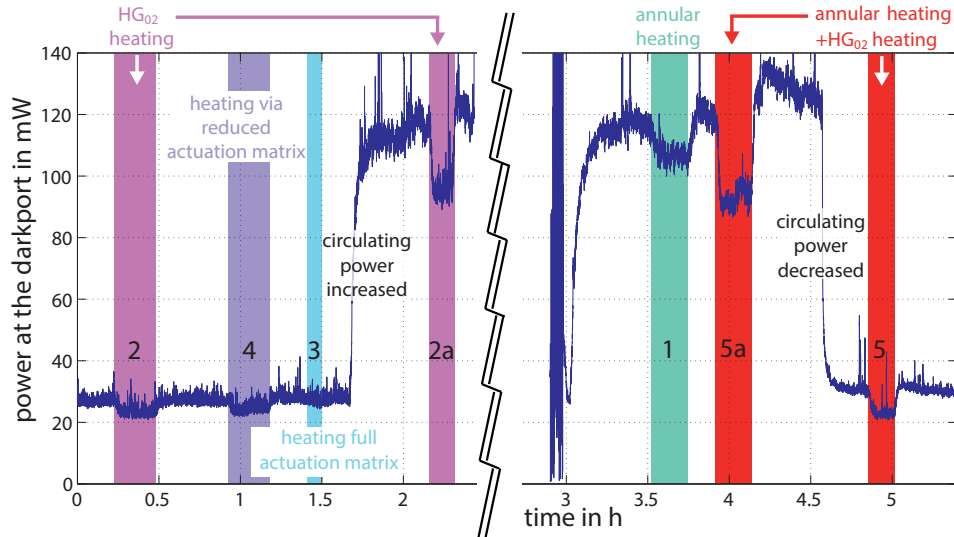 HG02
heating
annular
heating
annular heating
+HG02 heating
power at the darkport in mW
140
120
100
80
60
40
20
0
heating via
reduced
actuation matrix
circulating
power
increased
circulating
power
decreased
2
4
3
2a
1
5a
5
heating full
actuation matrix
0
0.5
1
1.5
2
3
3.5
4
4.5
5
time in h